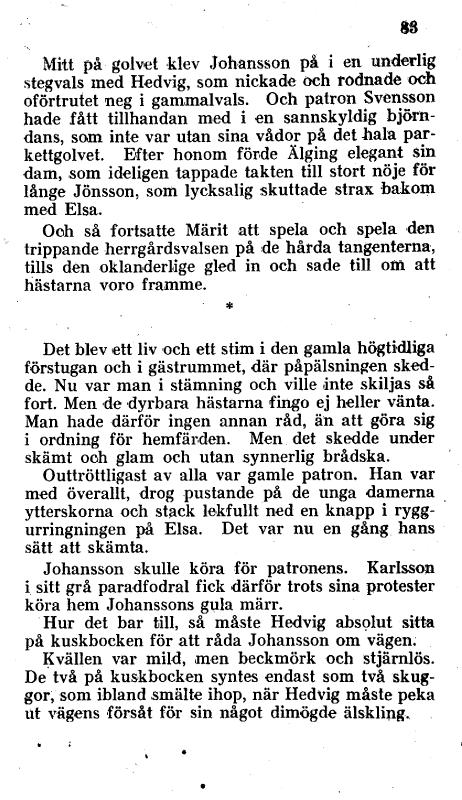 83
Mitt på golvet klev Johansson på i en underlig
stegvals med Hedvig, som nickade och rodnade och
oförtrutet neg i gammalvals. Och patron Svensson
hade fått tillhandan med i en sannskyldig björn-
dans, som inte var utan sina vådor på det hala par-
kettgolvet. Efter honom förde Älging elegant sin
dam, som ideligen tappade takten till stort nöje för
långe Jönsson, som lycksalig skuttade strax bakom
med Elsa.
Och så fortsatte Märit att spela och spela den
trippande herrgårdsvalsen på de hårda tangenterna,
tills den oklanderlige gled in och sade till om att
hästarna voro framme.
*
Det blev ett liv och ett stim i den gamla högtidliga
förstugan och i gästrummet, där påpälsningen sked-
de. Nu var man i stämning och ville inte skiljas så
fort. Men de dyrbara hästarna fingo ej heller vänta.
Man hade därför ingen annan råd, än att göra sig
i ordning för hemfärden. Men det skedde under
skämt och glam och utan synnerlig brådska.
Outtröttligast av alla var gamle patron. Han var
med överallt, drog pustande på de unga damerna
ytterskorna och stack lekfullt ned en knapp i rygg-
urringningen på Elsa. Det var nu en gång hans
sätt att skämta.
Johansson skulle köra för patronens. Karlsson
i sitt grå paradfodral fick därför trots sina protester
köra hem Johanssons gula märr.
Hur det bar till, så måste Hedvig absolut sitta
på kuskbocken för att råda Johansson om vägen.
Kvällen var mild, men beckmörk och stjärnlös.
De två på kuskbocken syntes endast som två skug-
gor, som ibland smälte ihop, när Hedvig måste peka
ut vägens försåt för sin något dimögde älskling.